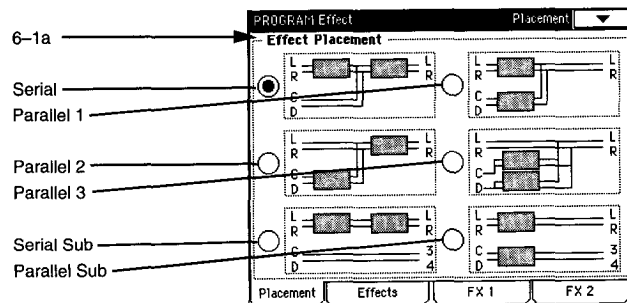 PROGRAM Effect Placement
6–1a
Effect Placement
L L L L
R R R R
Serial
C C
Parallel 1
D D
L L L L
R R R R
Parallel 2
Parallel 3
C C
D D
L L L L
R R R R
Serial Sub
C 3 C 3
Parallel Sub
D 4 D 4
Placement Effects FX 1 FX 2